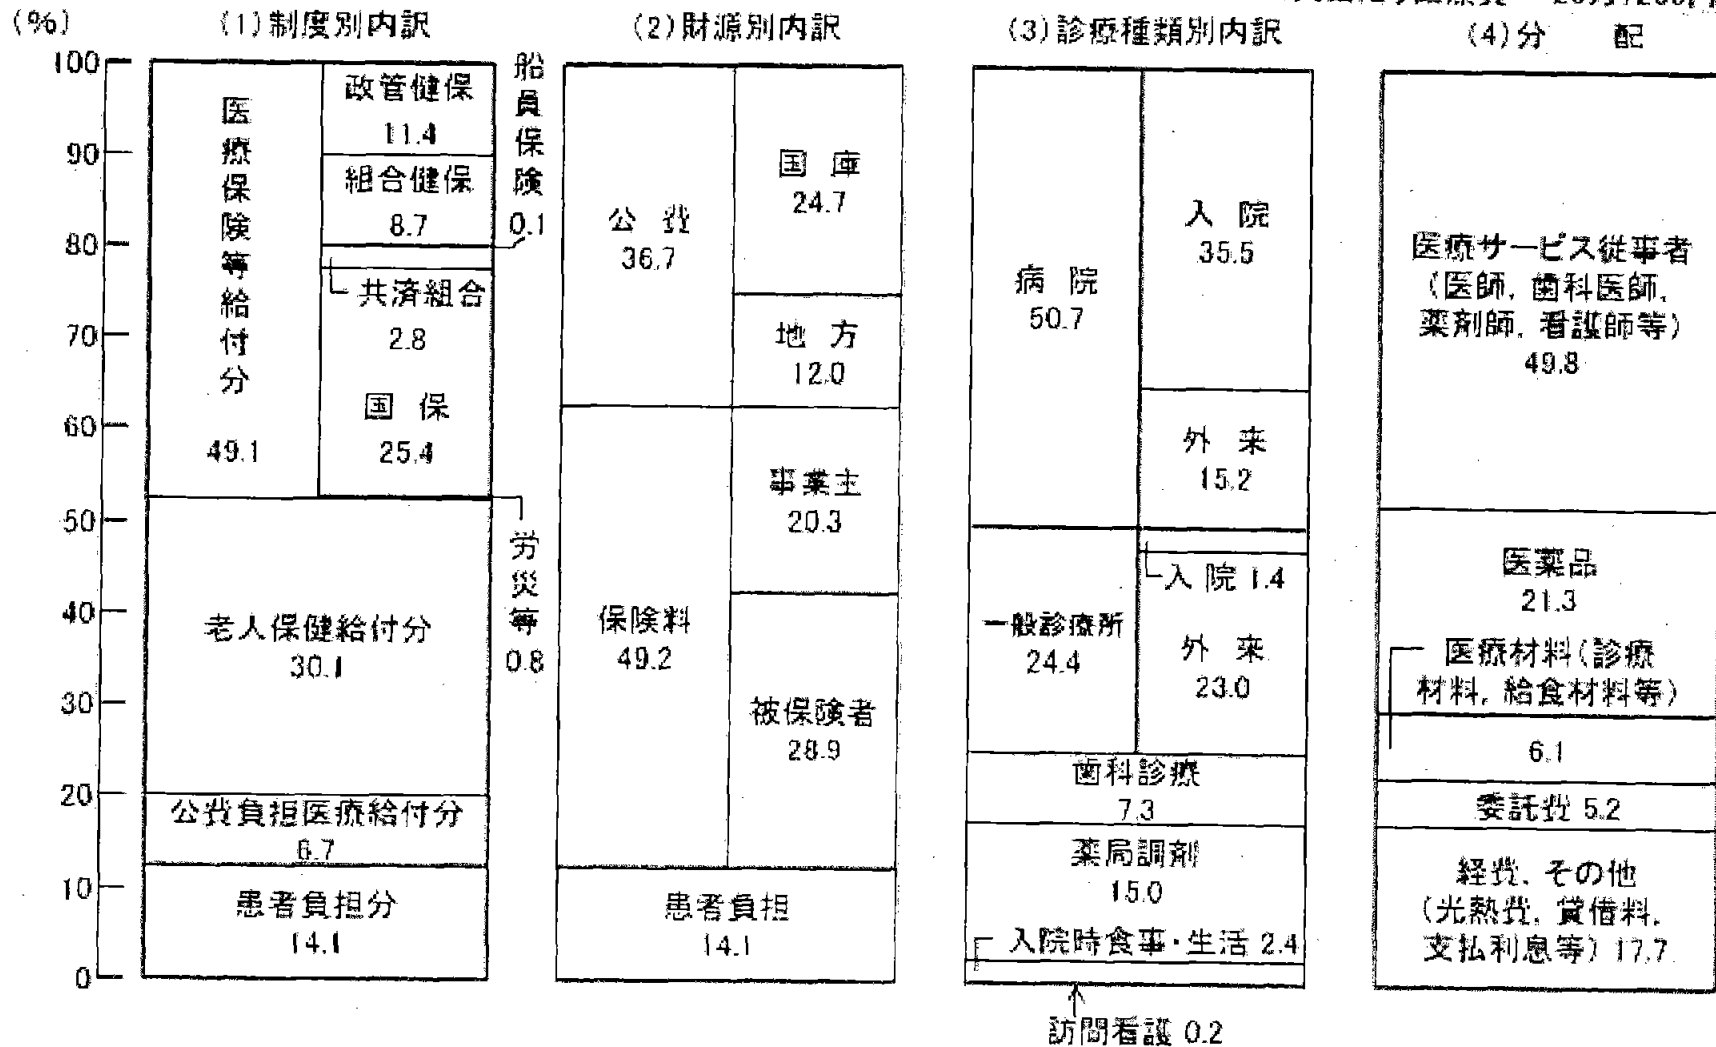 (%)
(1)制度別内訳
(2)財源別内訳
(3)診療種類別内訳
(4)分 配
100
90
80
70
60
50
40
30
20
10
0
医療保険等給付分
49.1
政管健保
11.4
組合健保
8.7
船員保険
0.1
共済組合
2.8
国 保
25.4
労災等
0.8
老人保健給付分
30.1
公費負担医療給付分
6.7
患者負担分
14.1
公 費
36.7
国 庫
24.7
地 方
12.0
保険料
49.2
事業主
20.3
被保険者
28.9
患者負担
14.1
病 院
50.7
入 院
35.5
外 来
15.2
一般診療所
24.4
入 院 1.4
外 来
23.0
歯科診療
7.3
薬局調剤
15.0
入院時食事・生活 2.4
訪問看護 0.2
医療サービス従事者
(医師, 歯科医師,
薬剤師, 看護師等)
49.8
医薬品
21.3
医療材料(診療
材料, 給食材料等)
6.1
委託費 5.2
経費, その他
(光熱費, 賃借料,
支払利息等) 17.7